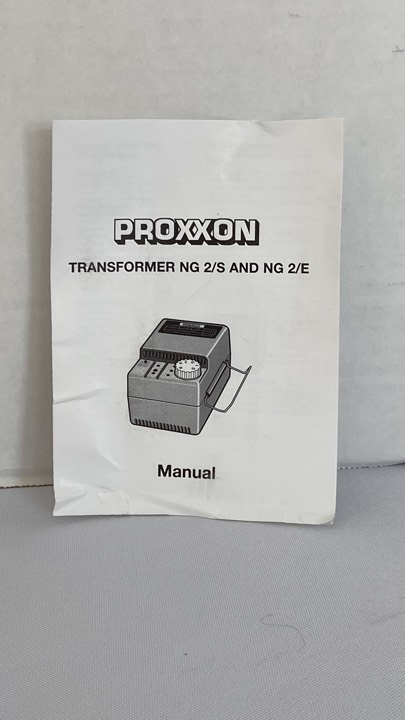 PROXXON
TRANSFORMER NG 2/S AND NG 2/E
Manual